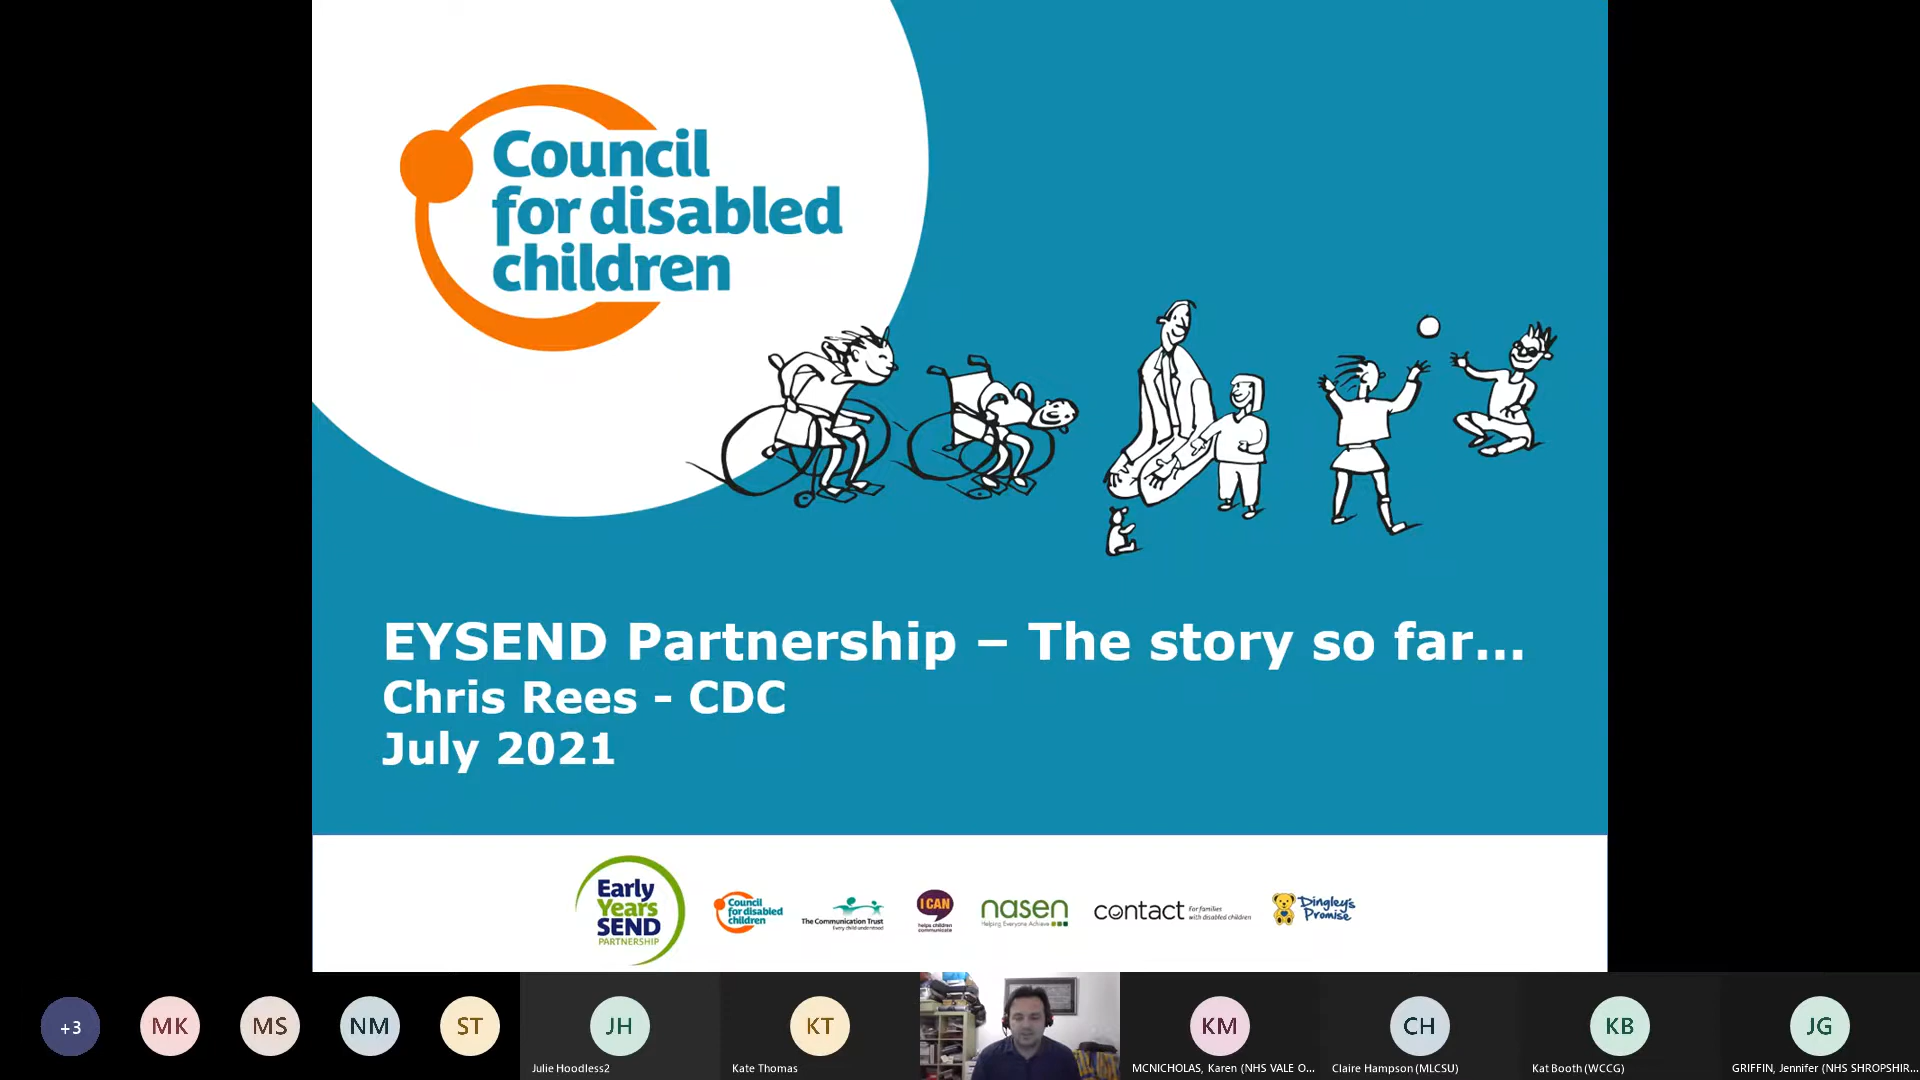 Council
for disabled
children
EYSEND Partnership – The story so far...
Chris Rees - CDC
July 2021
Early
Years
SEND
PARTNERSHIP
Council
for disabled
children
The Communication Trust
Every child understood
I CAN
helps children
communicate
nasen
Helping Everyone Achieve
contact
For families
with disabled children
Dingley's
Promise
+3
MK
MS
NM
ST
JH
KT
KM
CH
KB
JG
Julie Hoodless2
Kate Thomas
MCNICHOLAS, Karen (NHS VALE O...
Claire Hampson (MLCSU)
Kat Booth (WCCG)
GRIFFIN, Jennifer (NHS SHROPSHIR...